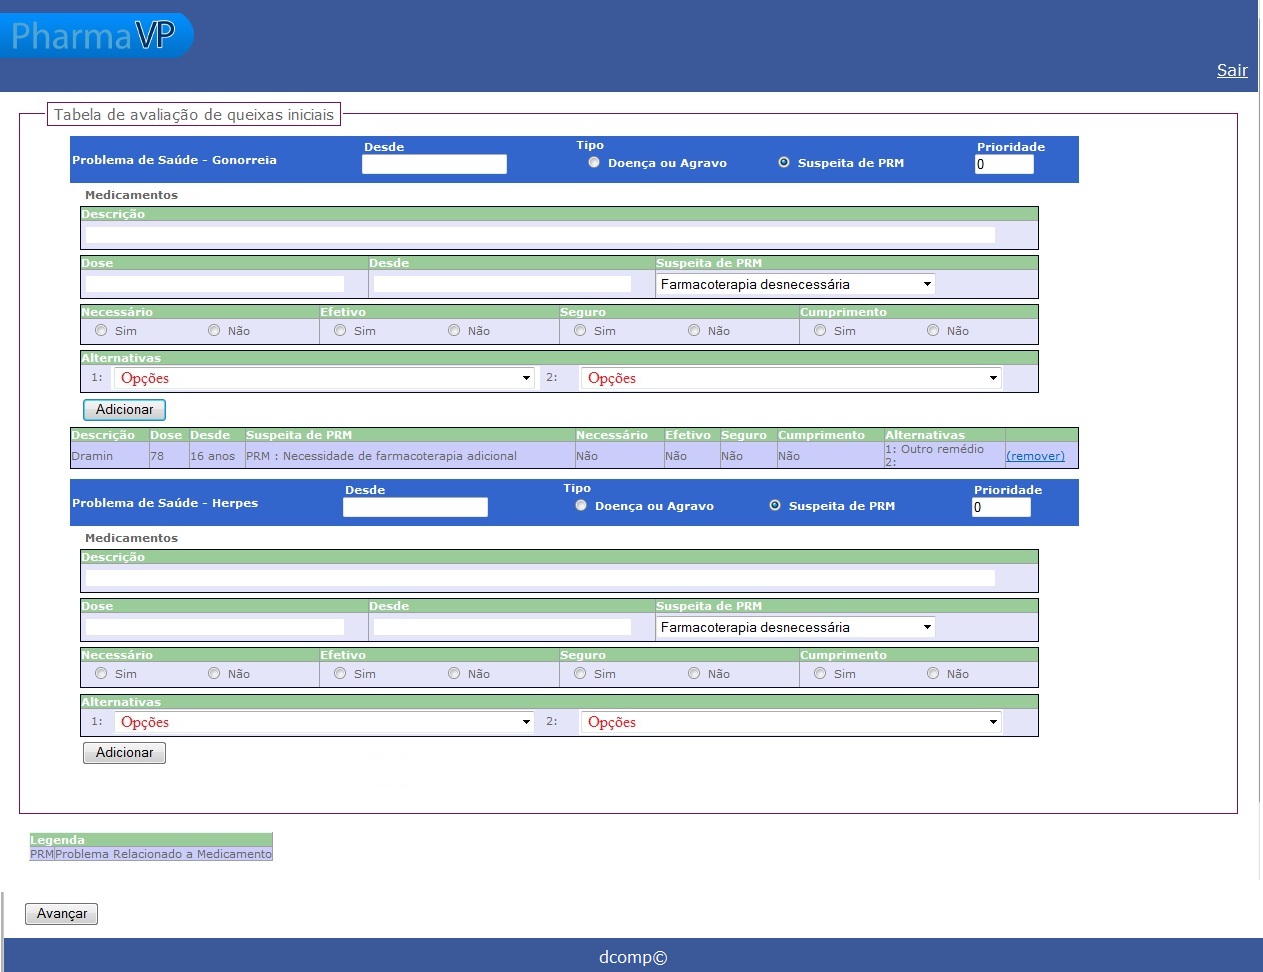 PharmaVP
Sair
Tabela de avaliação de queixas iniciais
Problema de Saúde - Gonorreia Desde Tipo Doença ou Agravo Suspeita de PRM Prioridade 0
Medicamentos
Descrição
Dose Desde Suspeita de PRM
Farmacoterapia desnecessária
Necessário Efetivo Seguro Cumprimento
Sim Não Sim Não Sim Não Sim Não
Alternativas
1: Opções 2: Opções
Adicionar
Descrição Dose Desde Suspeita de PRM Necessário Efetivo Seguro Cumprimento Alternativas
Dramin 78 16 anos PRM : Necessidade de farmacoterapia adicional Não Não Não Não 1: Outro remédio 2: (remover)
Problema de Saúde - Herpes Desde Tipo Doença ou Agravo Suspeita de PRM Prioridade 0
Medicamentos
Descrição
Dose Desde Suspeita de PRM
Farmacoterapia desnecessária
Necessário Efetivo Seguro Cumprimento
Sim Não Sim Não Sim Não Sim Não
Alternativas
1: Opções 2: Opções
Adicionar
Legenda
PRM Problema Relacionado a Medicamento
Avançar
dcomp©